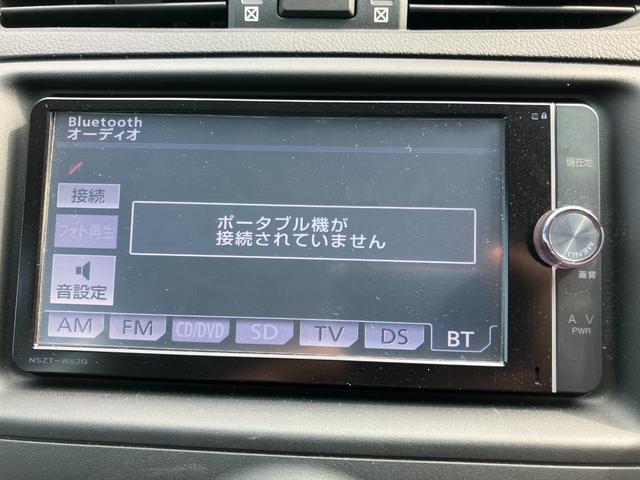 Bluetooth
オーディオ
接続
フォト再生
ポータブル機が
接続されていません
音設定
AM FM CD/DVD SD TV DS BT
NSZT-W62G
現在地
MENU
画質
A V
PWR